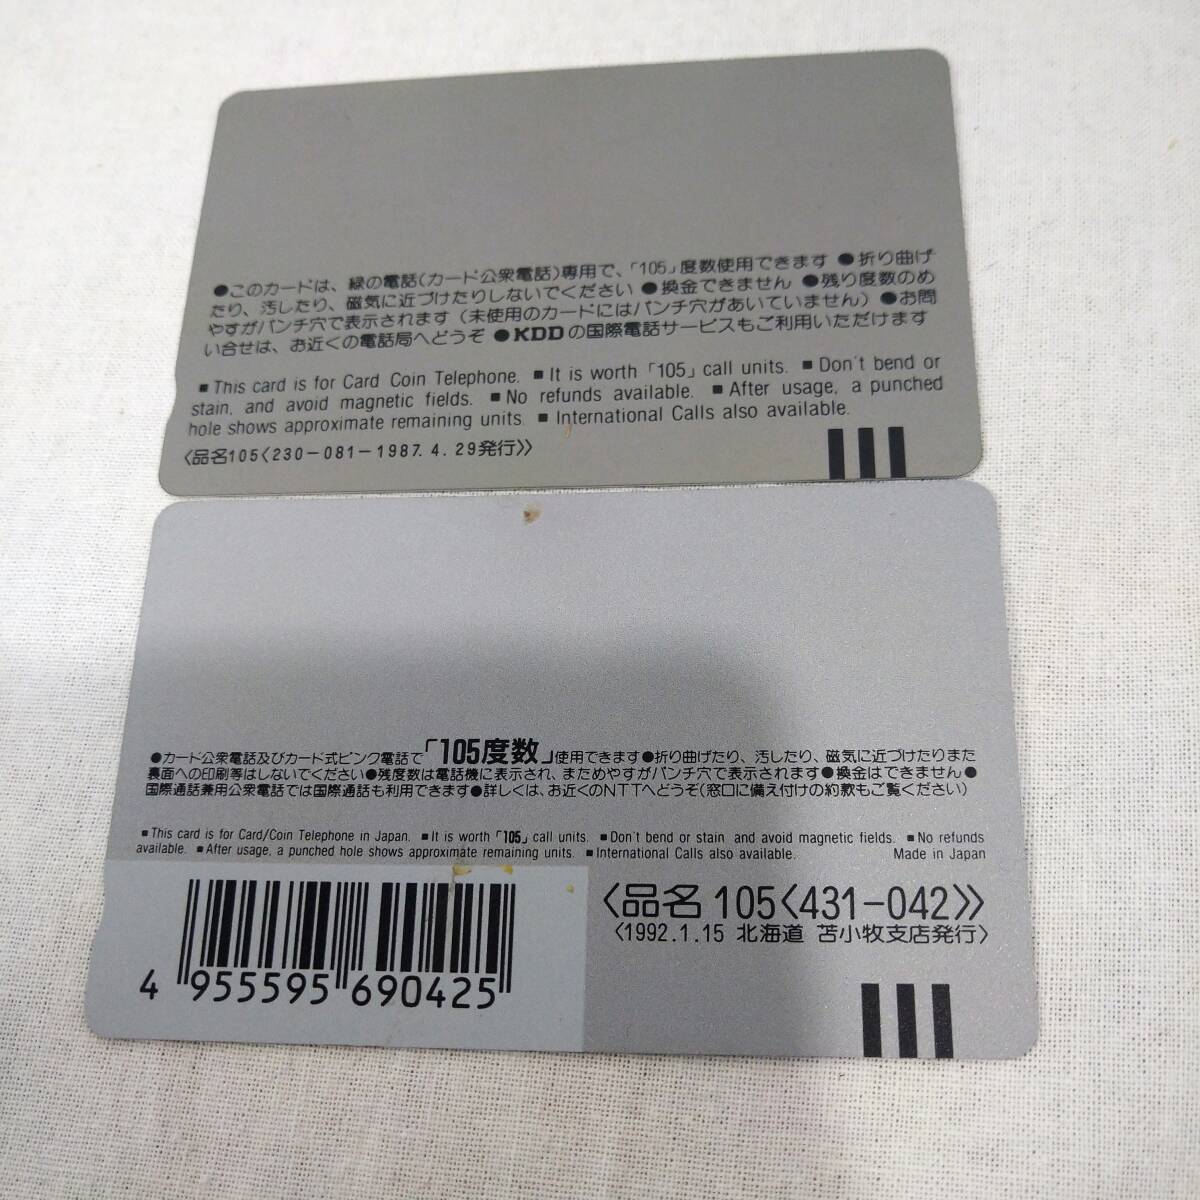 ●このカードは、緑の電話(カード公衆電話)専用で、「105」度数使用できます ●折り曲げ
たり、汚したり、磁気に近づけたりしないでください ●換金できません ●残り度数のめ
やすがパンチ穴で表示されます (未使用のカードにはパンチ穴があいていません) ●お問
い合せは、お近くの電話局へどうぞ ●KDDの国際電話サービスもご利用いただけます
■This card is for Card Coin Telephone. ■It is worth「105」call units. ■Don't bend or
stain, and avoid magnetic fields. ■No refunds available. ■After usage, a punched
hole shows approximate remaining units. ■International Calls also available.
〈品名105〈230-081-1987.4.29発行〉〉
●カード公衆電話及びカード式ピンク電話で「105度数」使用できます●折り曲げたり、汚したり、磁気に近づけたりまた
裏面への印刷等はしないでください●残度数は電話機に表示され、まためやすがパンチ穴で表示されます●換金はできません●
国際通話兼用公衆電話では国際通話も利用できます●詳しくは、お近くのNTTへどうぞ(窓口に備え付けの約款もご覧ください)
■This card is for Card/Coin Telephone in Japan. ■It is worth「105」call units. ■Don't bend or stain and avoid magnetic fields. ■No refunds
available. ■After usage, a punched hole shows approximate remaining units. ■International Calls also available. Made in Japan
〈品名 105〈431-042〉〉
〈1992.1.15 北海道 苫小牧支店発行〉
4 955595 690425